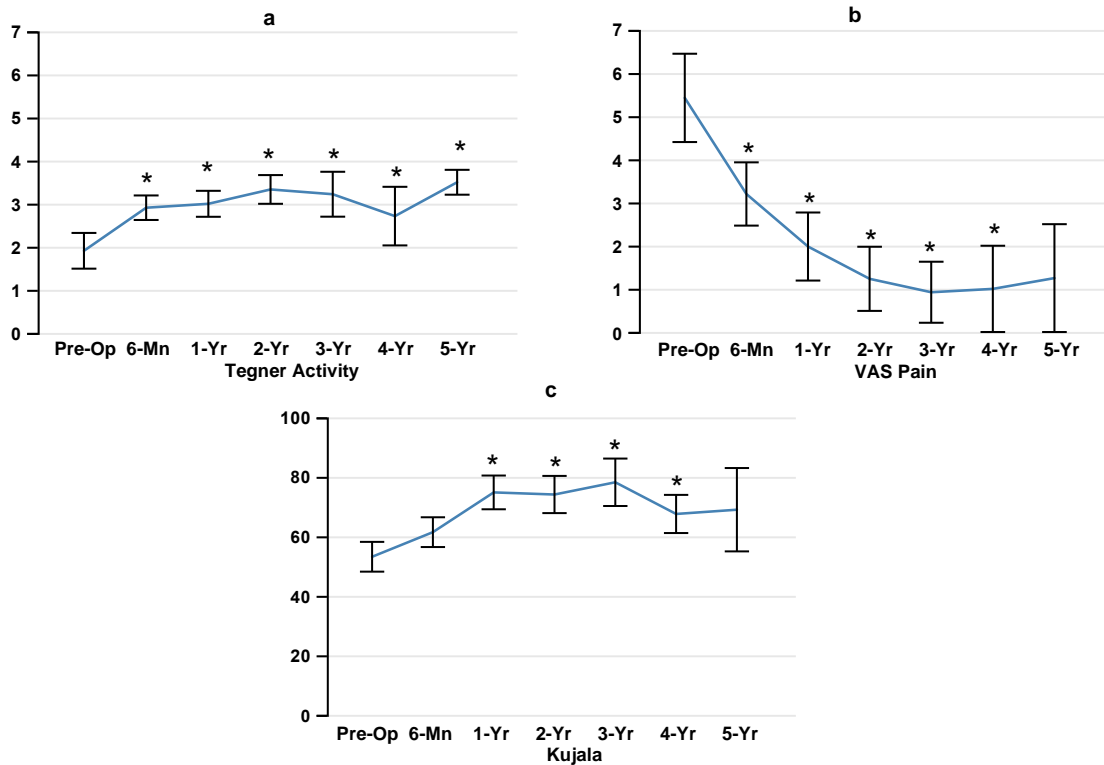 a
7
6
5
4
3
2
1
0
* * * * * *
Pre-Op 6-Mn 1-Yr 2-Yr 3-Yr 4-Yr 5-Yr
Tegner Activity
b
7
6
5
4
3
2
1
0
* * * * *
Pre-Op 6-Mn 1-Yr 2-Yr 3-Yr 4-Yr 5-Yr
VAS Pain
c
100
80
60
40
20
0
* * * *
Pre-Op 6-Mn 1-Yr 2-Yr 3-Yr 4-Yr 5-Yr
Kujala